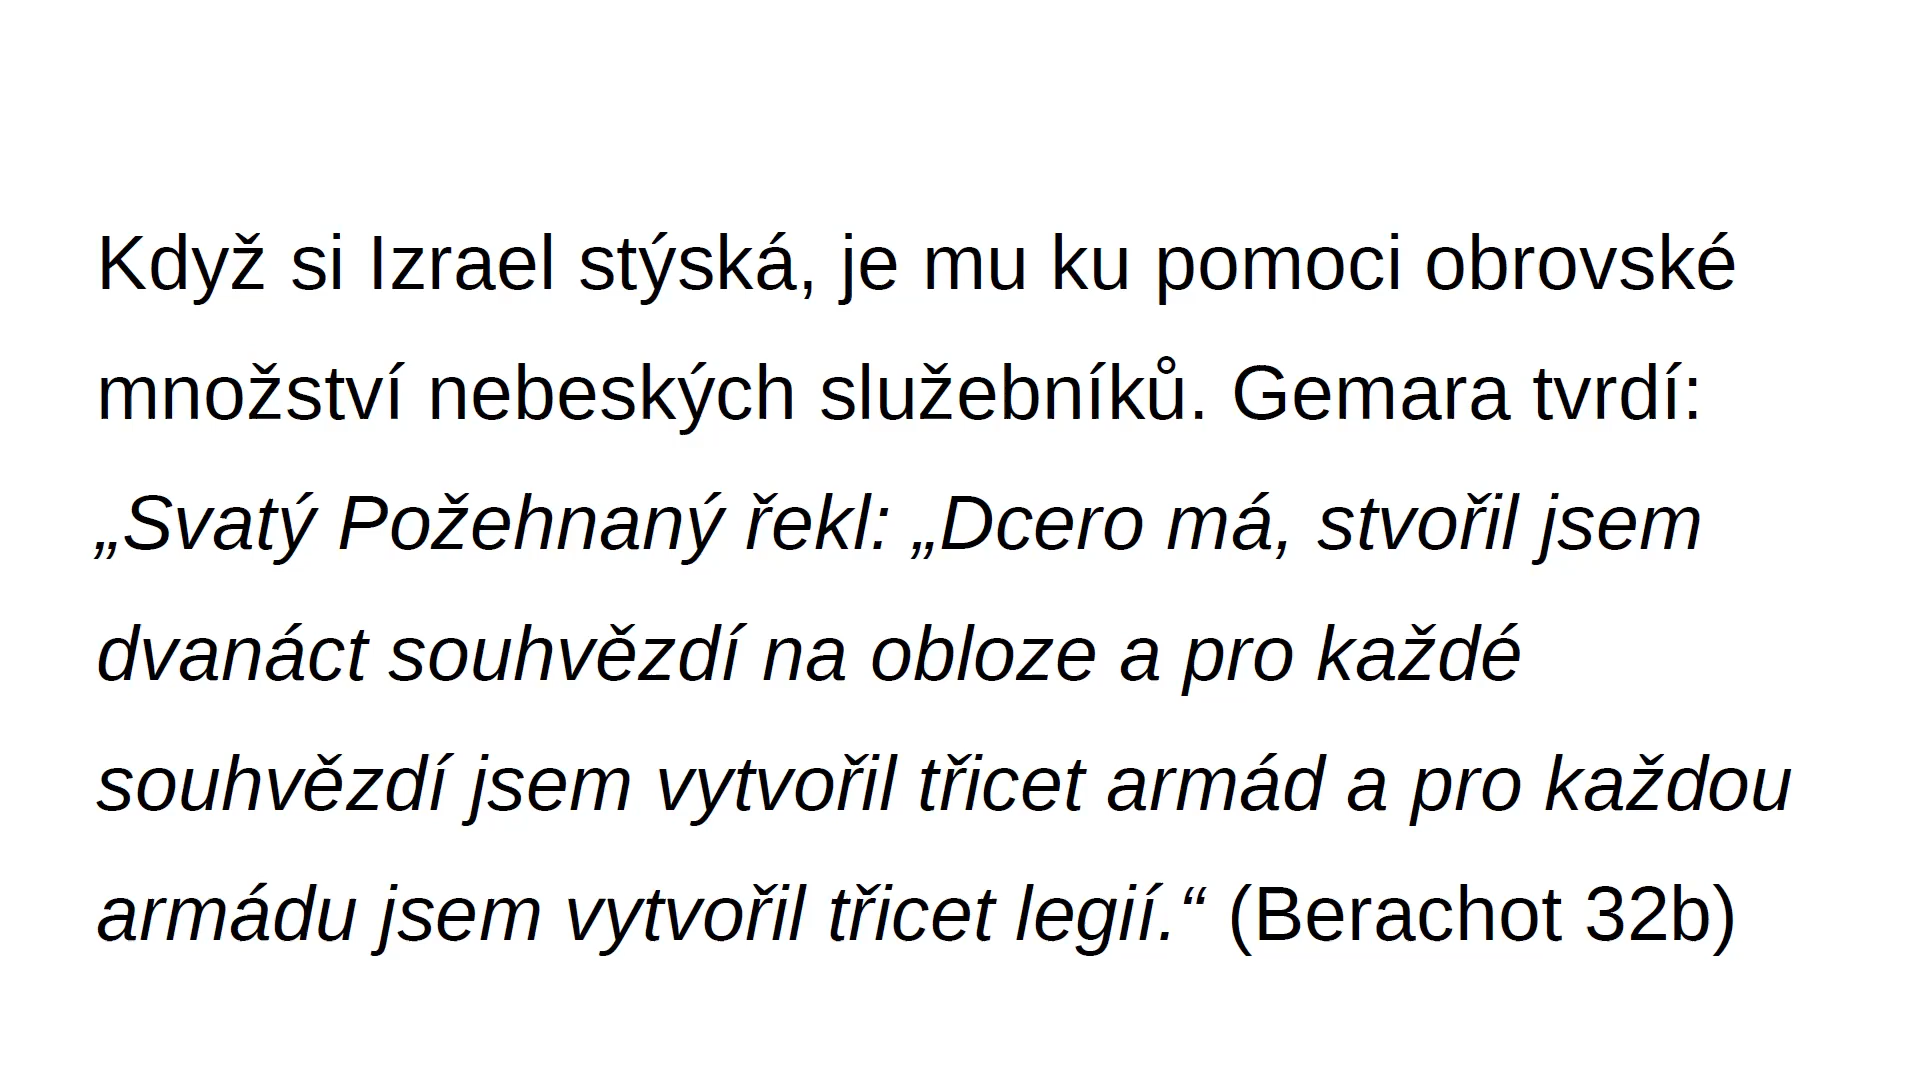 Když si Izrael stýská, je mu ku pomoci obrovské
množství nebeských služebníků. Gemara tvrdí:
„Svatý Požehnaný řekl: „Dcero má, stvořil jsem
dvanáct souhvězdí na obloze a pro každé
souhvězdí jsem vytvořil třicet armád a pro každou
armádu jsem vytvořil třicet legií.“ (Berachot 32b)